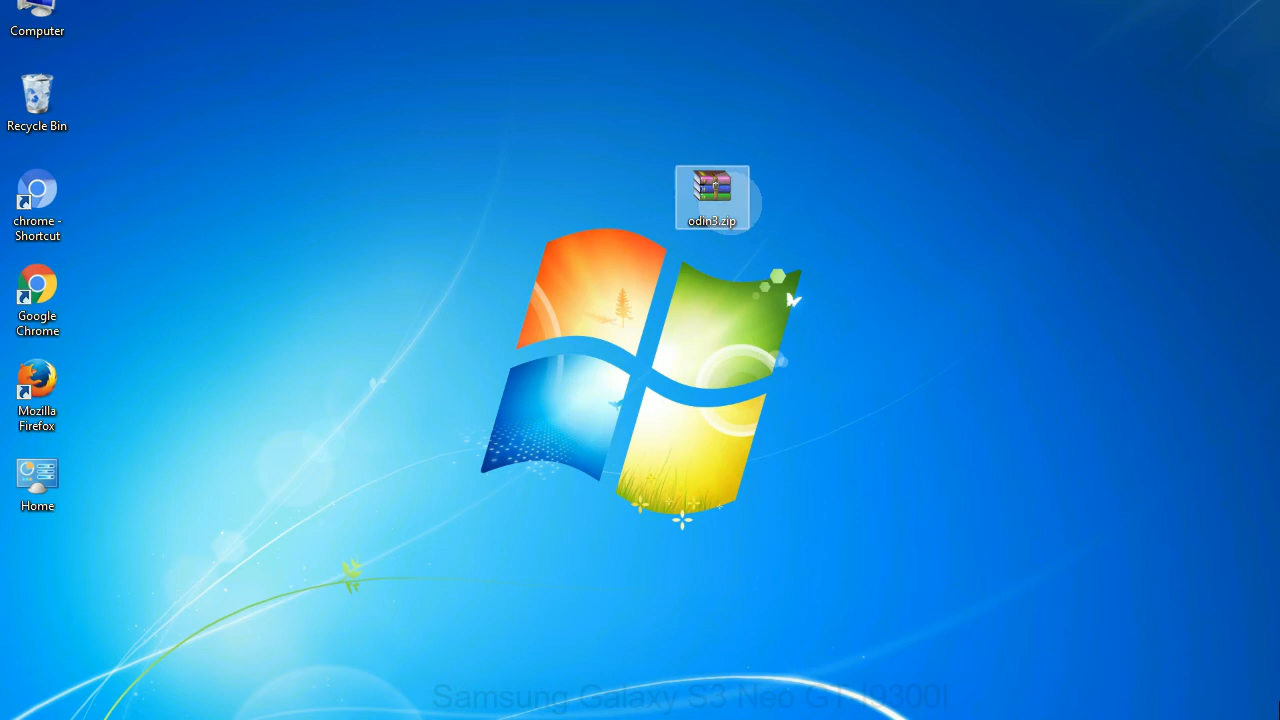 Computer
Recycle Bin
chrome -
Shortcut
Google
Chrome
Mozilla
Firefox
Home
odin3.zip
Samsung Galaxy S3 Neo GT-I9300I